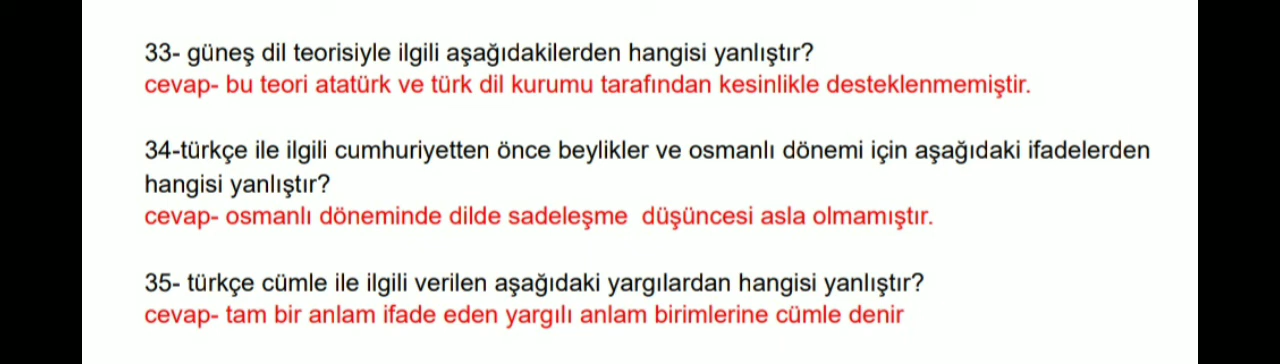 33- güneş dil teorisiyle ilgili aşağıdakilerden hangisi yanlıştır?
cevap- bu teori atatürk ve türk dil kurumu tarafından kesinlikle desteklenmemiştir.
34-türkçe ile ilgili cumhuriyetten önce beylikler ve osmanlı dönemi için aşağıdaki ifadelerden
hangisi yanlıştır?
cevap- osmanlı döneminde dilde sadeleşme  düşüncesi asla olmamıştır.
35- türkçe cümle ile ilgili verilen aşağıdaki yargılardan hangisi yanlıştır?
cevap- tam bir anlam ifade eden yargılı anlam birimlerine cümle denir